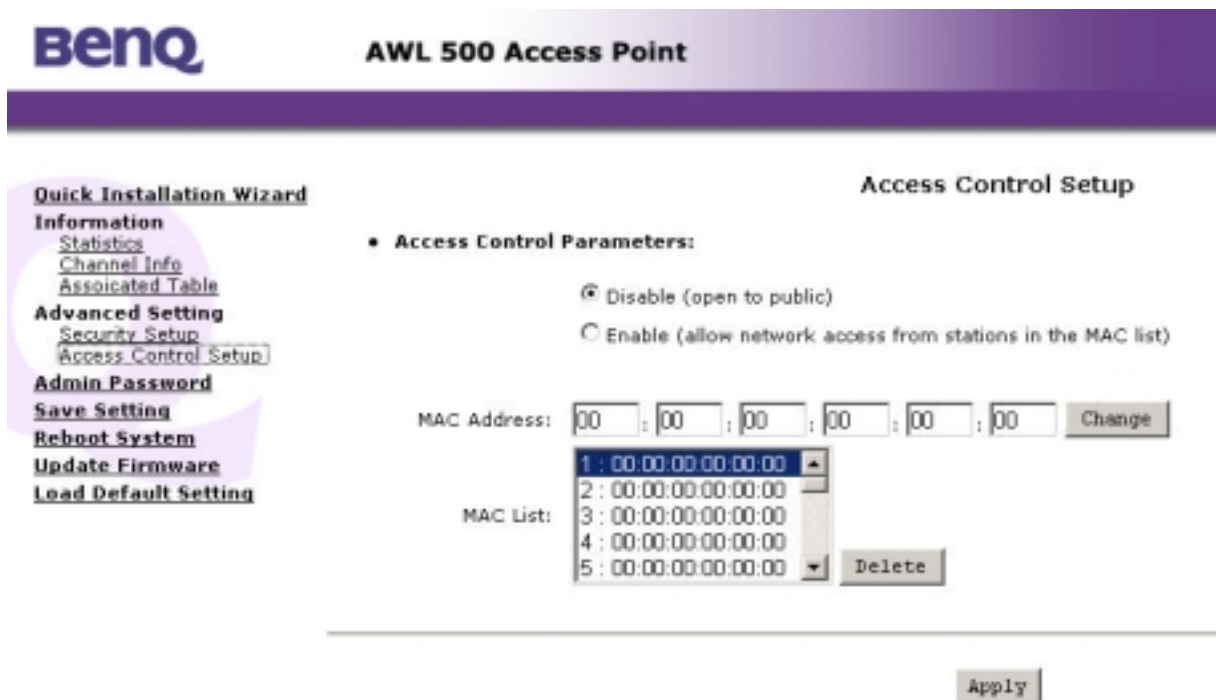 BenQ
AWL 500 Access Point
Quick Installation Wizard
Information
Statistics
Channel Info
Assoicated Table
Advanced Setting
Security Setup
Access Control Setup
Admin Password
Save Setting
Reboot System
Update Firmware
Load Default Setting
Access Control Setup
• Access Control Parameters:
Disable (open to public)
Enable (allow network access from stations in the MAC list)
MAC Address: 00 : 00 : 00 : 00 : 00 : 00 Change
MAC List:
1 : 00:00:00:00:00:00
2 : 00:00:00:00:00:00
3 : 00:00:00:00:00:00
4 : 00:00:00:00:00:00
5 : 00:00:00:00:00:00
Delete
Apply